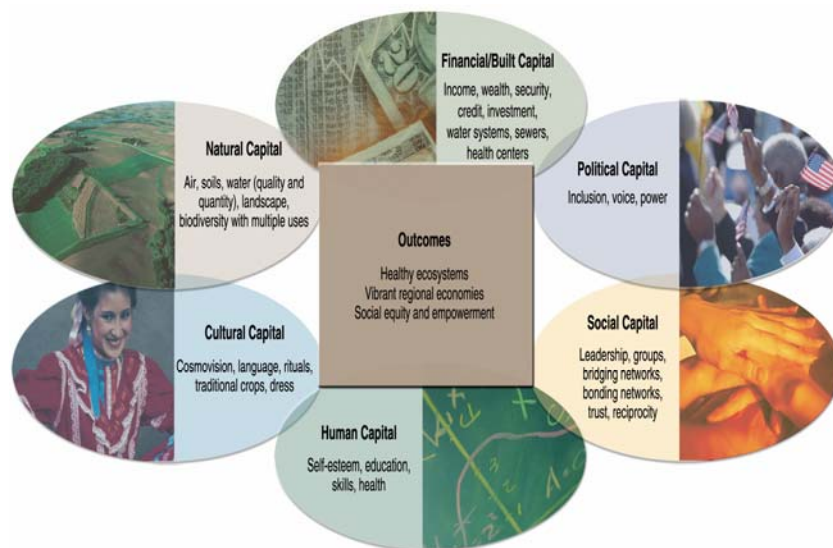 Financial/Built Capital
Income, wealth, security,
credit, investment,
water systems, sewers,
health centers
Natural Capital
Air, soils, water (quality and
quantity), landscape,
biodiversity with multiple uses
Political Capital
Inclusion, voice, power
Outcomes
Healthy ecosystems
Vibrant regional economies
Social equity and empowerment
Cultural Capital
Cosmovision, language, rituals,
traditional crops, dress
Social Capital
Leadership, groups,
bridging networks,
bonding networks,
trust, reciprocity
Human Capital
Self-esteem, education,
skills, health